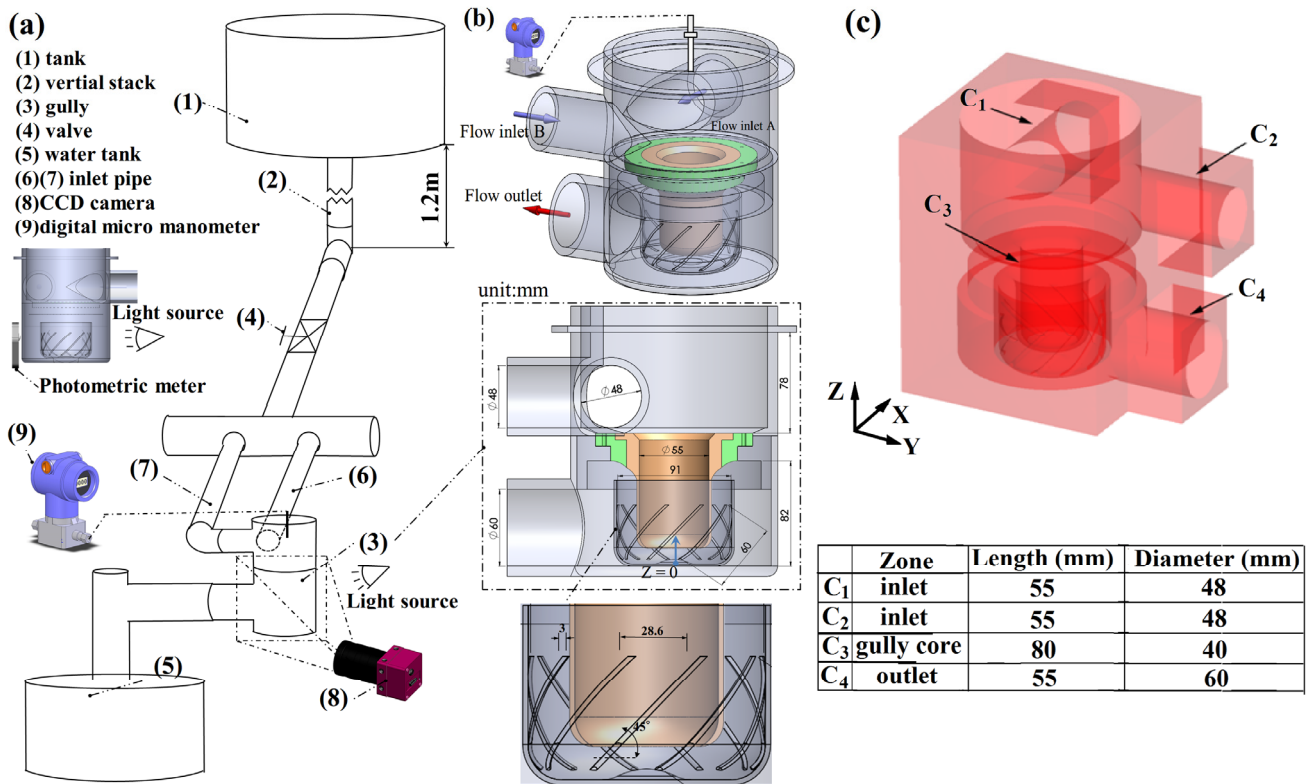 (a)
(1) tank
(2) vertial stack
(3) gully
(4) valve
(5) water tank
(6)(7) inlet pipe
(8)CCD camera
(9)digital micro manometer
Light source
Photometric meter
(1)
(2)
1.2m
(4)
(9)
(7)
(6)
(3)
Light source
(5)
(8)
(b)
Flow inlet B
Flow inlet A
Flow outlet
unit:mm
∅48
∅48
78
∅55
91
∅60
82
60
Z = 0
3
28.6
45°
(c)
C1
C2
C3
C4
Z
X
Y
Zone Length (mm) Diameter (mm)
C1 inlet 55 48
C2 inlet 55 48
C3 gully core 80 40
C4 outlet 55 60